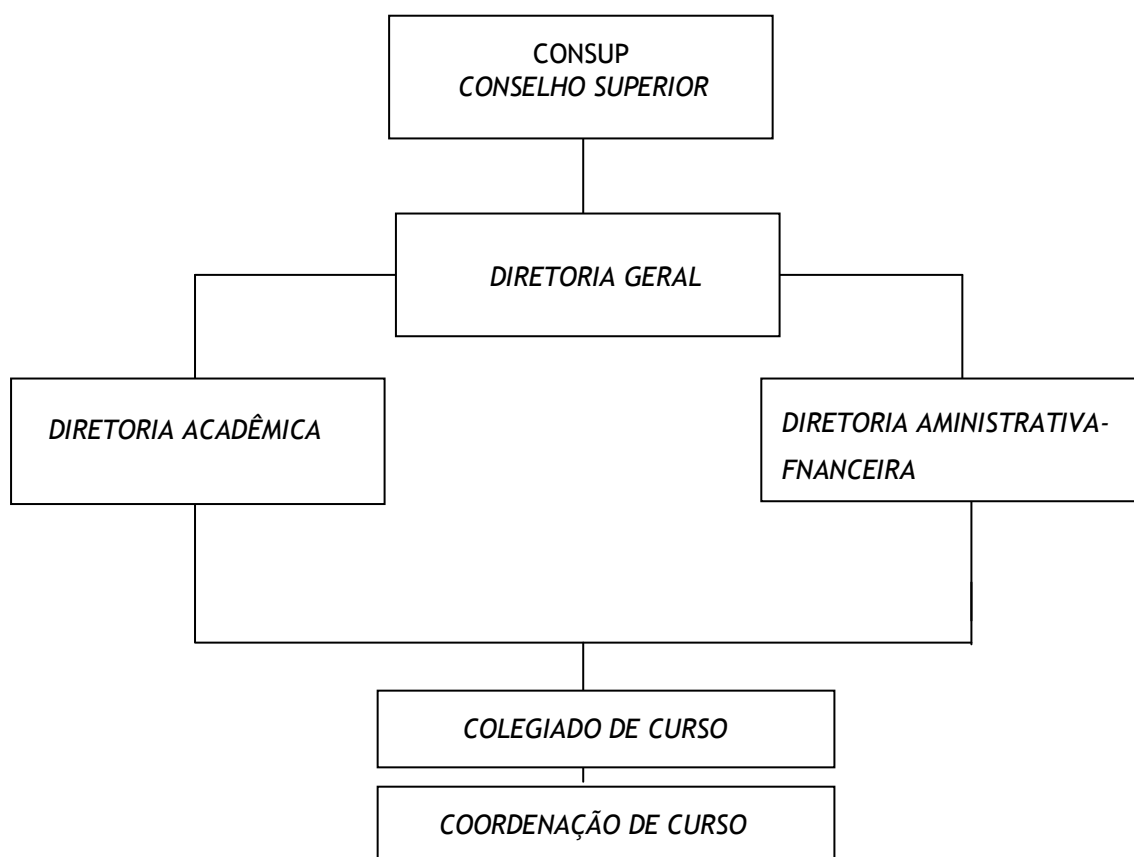 CONSUP
CONSELHO SUPERIOR
DIRETORIA GERAL
DIRETORIA ACADÊMICA
DIRETORIA AMINISTRATIVA-
FNANCEIRA
COLEGIADO DE CURSO
COORDENAÇÃO DE CURSO